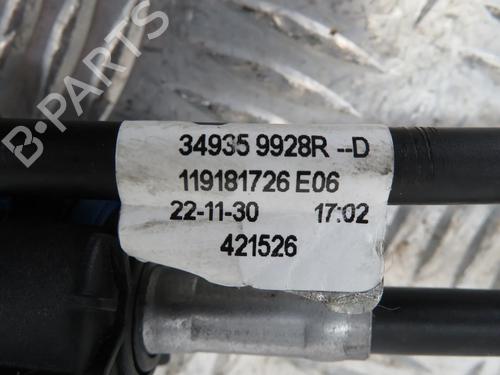 34935 9928R --D
119181726 E06
22-11-30 17:02
421526
B-PARTS